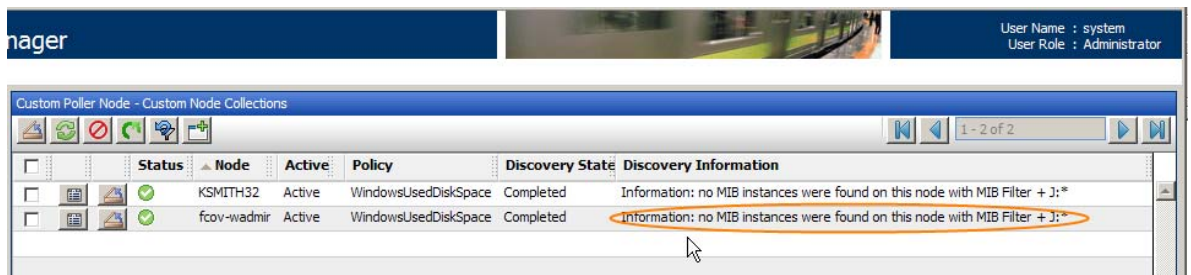 nager
User Name : system
User Role : Administrator
Custom Poller Node - Custom Node Collections
1 - 2 of 2
Status Node Active Policy Discovery State Discovery Information
KSMITH32 Active WindowsUsedDiskSpace Completed Information: no MIB instances were found on this node with MIB Filter + J:*
fcov-wadmir Active WindowsUsedDiskSpace Completed Information: no MIB instances were found on this node with MIB Filter + J:*